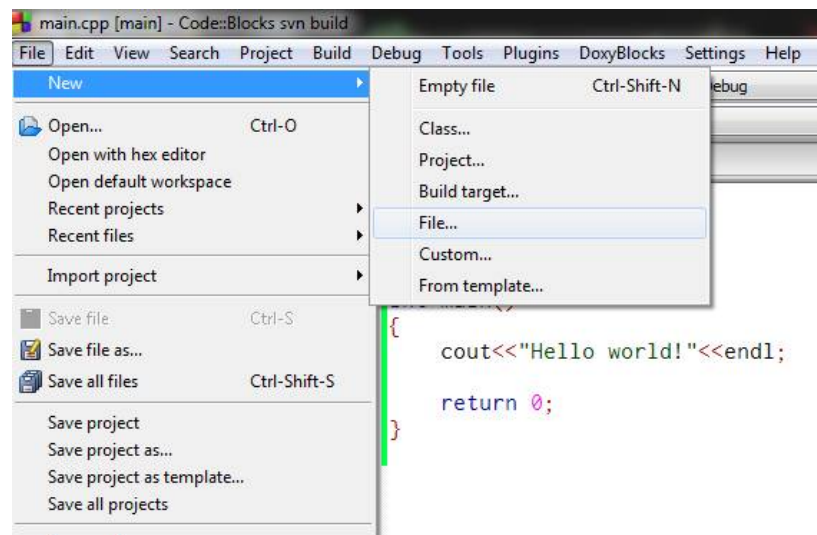 main.cpp [main] - Code::Blocks svn build
File Edit View Search Project Build Debug Tools Plugins DoxyBlocks Settings Help
New
Open... Ctrl-O
Open with hex editor
Open default workspace
Recent projects
Recent files
Import project
Save file Ctrl-S
Save file as...
Save all files Ctrl-Shift-S
Save project
Save project as...
Save project as template...
Save all projects
Empty file Ctrl-Shift-N
Class...
Project...
Build target...
File...
Custom...
From template...
ebug
{
cout<<"Hello world!"<<endl;
return 0;
}